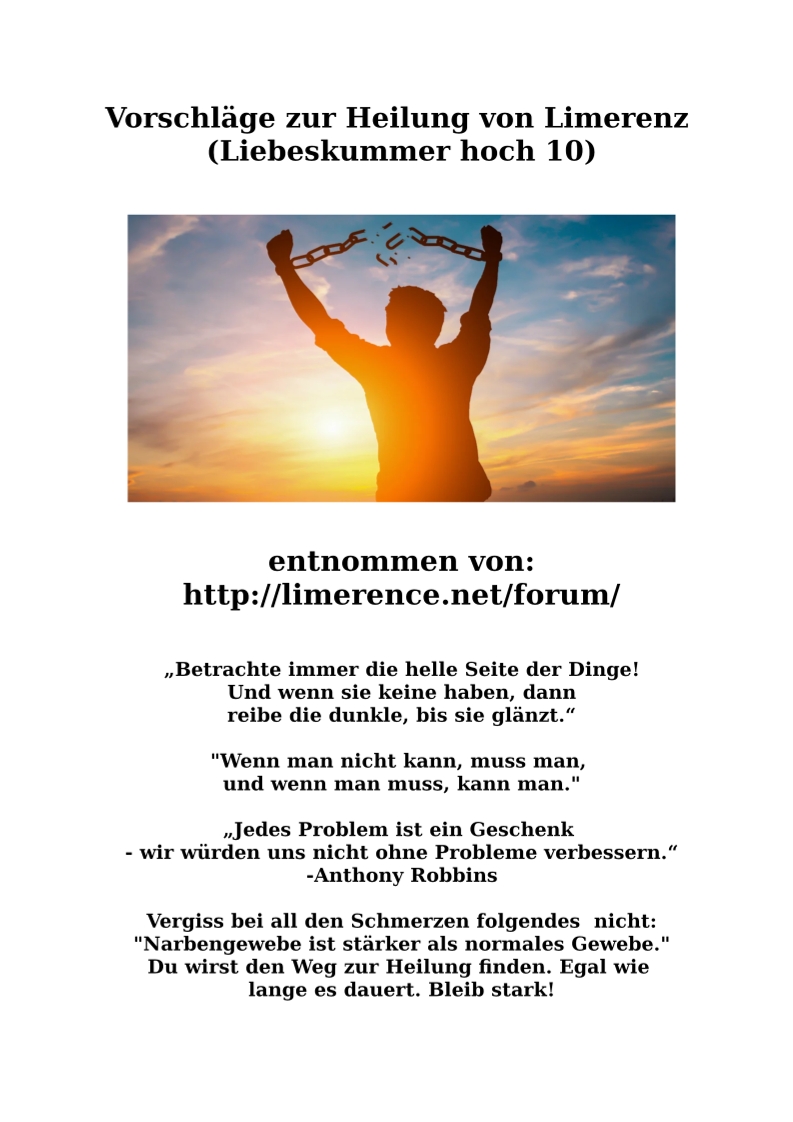 Vorschläge zur Heilung von Limerenz
(Liebeskummer hoch 10)
entnommen von:
http://limerence.net/forum/
„Betrachte immer die helle Seite der Dinge!
Und wenn sie keine haben, dann
reibe die dunkle, bis sie glänzt.“
"Wenn man nicht kann, muss man,
und wenn man muss, kann man."
„Jedes Problem ist ein Geschenk
- wir würden uns nicht ohne Probleme verbessern.“
-Anthony Robbins
Vergiss bei all den Schmerzen folgendes  nicht:
"Narbengewebe ist stärker als normales Gewebe."
Du wirst den Weg zur Heilung finden. Egal wie
lange es dauert. Bleib stark!